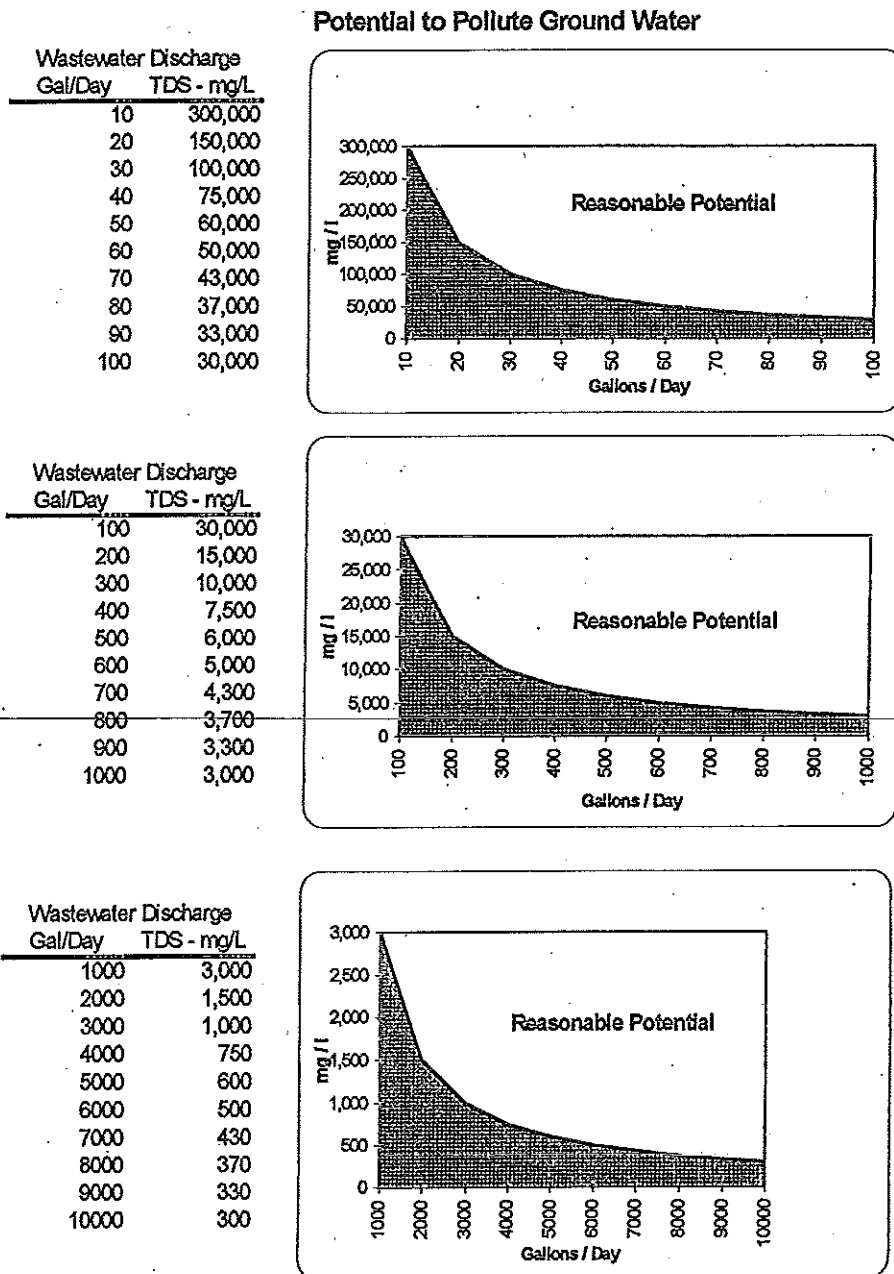 Potential to Pollute Ground Water
Wastewater Discharge
Gal/Day TDS - mg/L
10 300,000
20 150,000
30 100,000
40 75,000
50 60,000
60 50,000
70 43,000
80 37,000
90 33,000
100 30,000
300,000
250,000
200,000
150,000
100,000
50,000
0
mg / l
Reasonable Potential
10 20 30 40 50 60 70 80 90 100
Gallons / Day
Wastewater Discharge
Gal/Day TDS - mg/L
100 30,000
200 15,000
300 10,000
400 7,500
500 6,000
600 5,000
700 4,300
800 3,700
900 3,300
1000 3,000
30,000
25,000
20,000
15,000
10,000
5,000
0
mg / l
Reasonable Potential
100 200 300 400 500 600 700 800 900 1000
Gallons / Day
Wastewater Discharge
Gal/Day TDS - mg/L
1000 3,000
2000 1,500
3000 1,000
4000 750
5000 600
6000 500
7000 430
8000 370
9000 330
10000 300
3,000
2,500
2,000
1,500
1,000
500
0
mg / l
Reasonable Potential
1000 2000 3000 4000 5000 6000 7000 8000 9000 10000
Gallons / Day